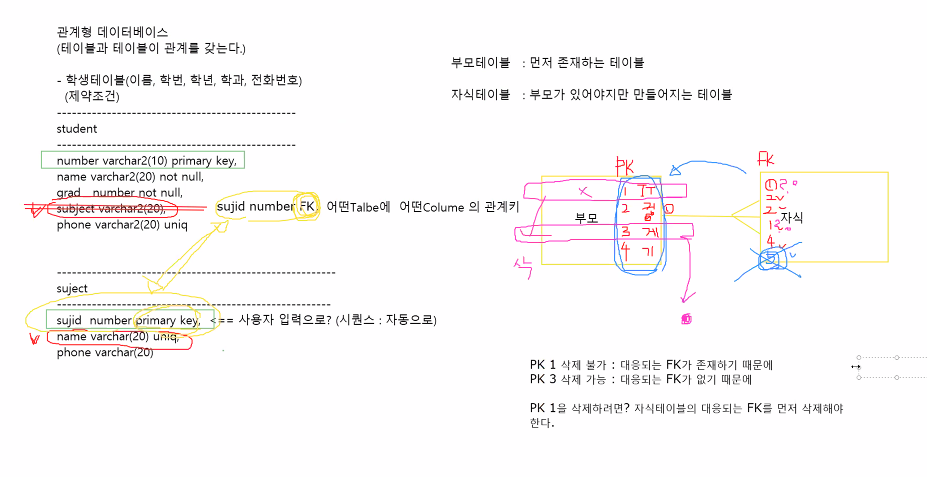 관계형 데이터베이스
(테이블과 테이블이 관계를 갖는다.)
- 학생테이블(이름, 학번, 학년, 학과, 전화번호)
(제약조건)
student
number varchar2(10) primary key,
name varchar2(20) not null,
grad number not null,
subject varchar2(20),
phone varchar2(20) uniq
sujid number FK. 어떤Talbe에 어떤Colume 의 관계키
suject
sujid number primary key, <== 사용자 입력으로? (시퀀스 : 자동으로)
name varchar(20) uniq,
phone varchar(20)
부모테이블 : 먼저 존재하는 테이블
자식테이블 : 부모가 있어야지만 만들어지는 테이블
PK
FK
부모
1
2
3 게
4 기
자식
1
2
2
1
4
5
삭
PK 1 삭제 불가 : 대응되는 FK가 존재하기 때문에
PK 3 삭제 가능 : 대응되는 FK가 없기 때문에
PK 1을 삭제하려면? 자식테이블의 대응되는 FK를 먼저 삭제해야
한다.